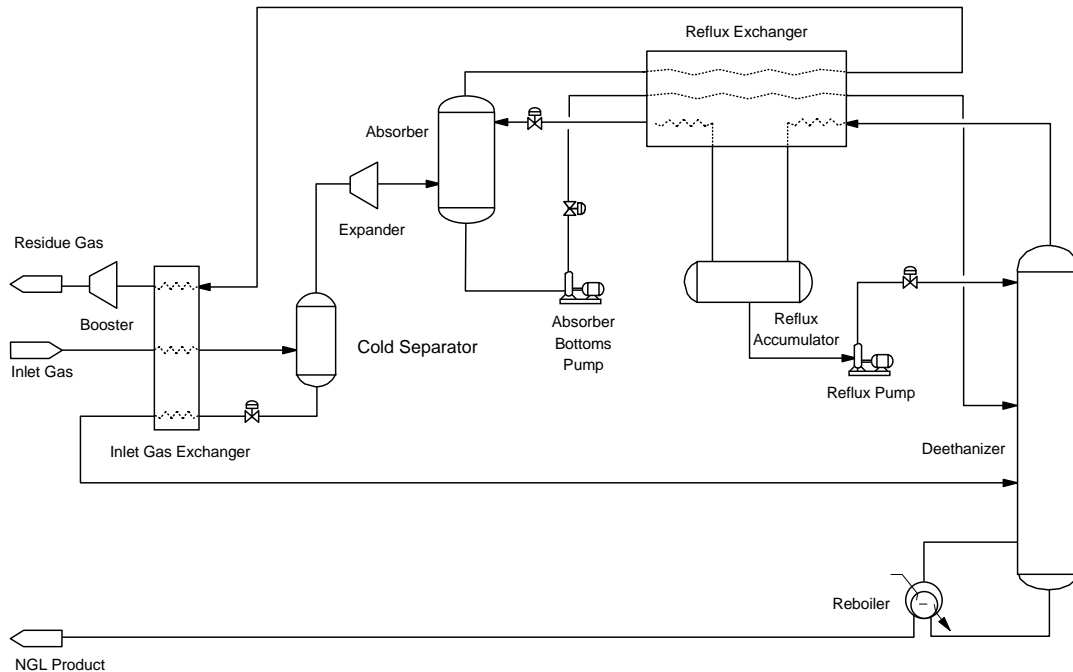 Reflux Exchanger
Absorber
Expander
Residue Gas
Booster
Cold Separator
Inlet Gas
Inlet Gas Exchanger
Absorber
Bottoms
Pump
Reflux
Accumulator
Reflux Pump
Deethanizer
Reboiler
NGL Product